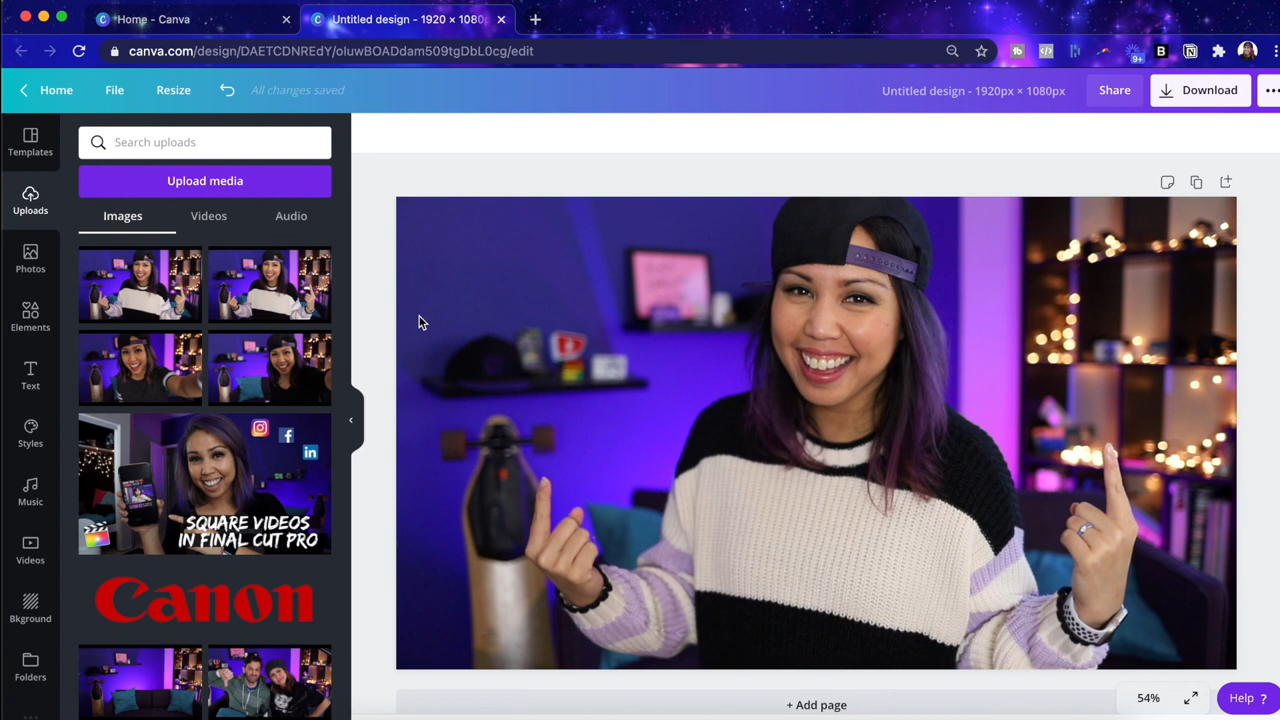 Home - Canva
Untitled design - 1920 × 1080p
canva.com/design/DAETCDNREdY/oluwBOADdam509tgDbL0cg/edit
9+
B
Home
File
Resize
All changes saved
Untitled design - 1920px × 1080px
Share
Download
Templates
Uploads
Photos
Elements
Text
Styles
Music
Videos
Bkground
Folders
Search uploads
Upload media
Images
Videos
Audio
SQUARE VIDEOS
IN FINAL CUT PRO
Canon
+ Add page
54%
Help ?